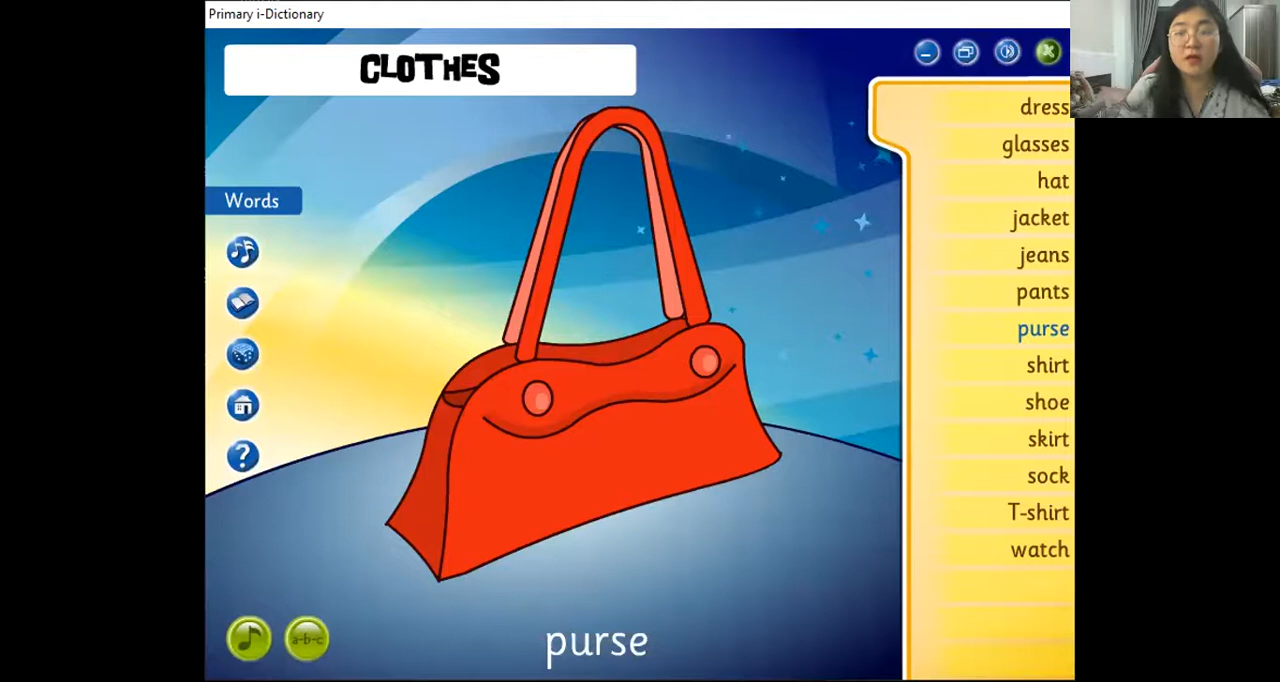 Primary i-Dictionary
CLOTHES
Words
a-b-c
purse
dress
glasses
hat
jacket
jeans
pants
purse
shirt
shoe
skirt
sock
T-shirt
watch